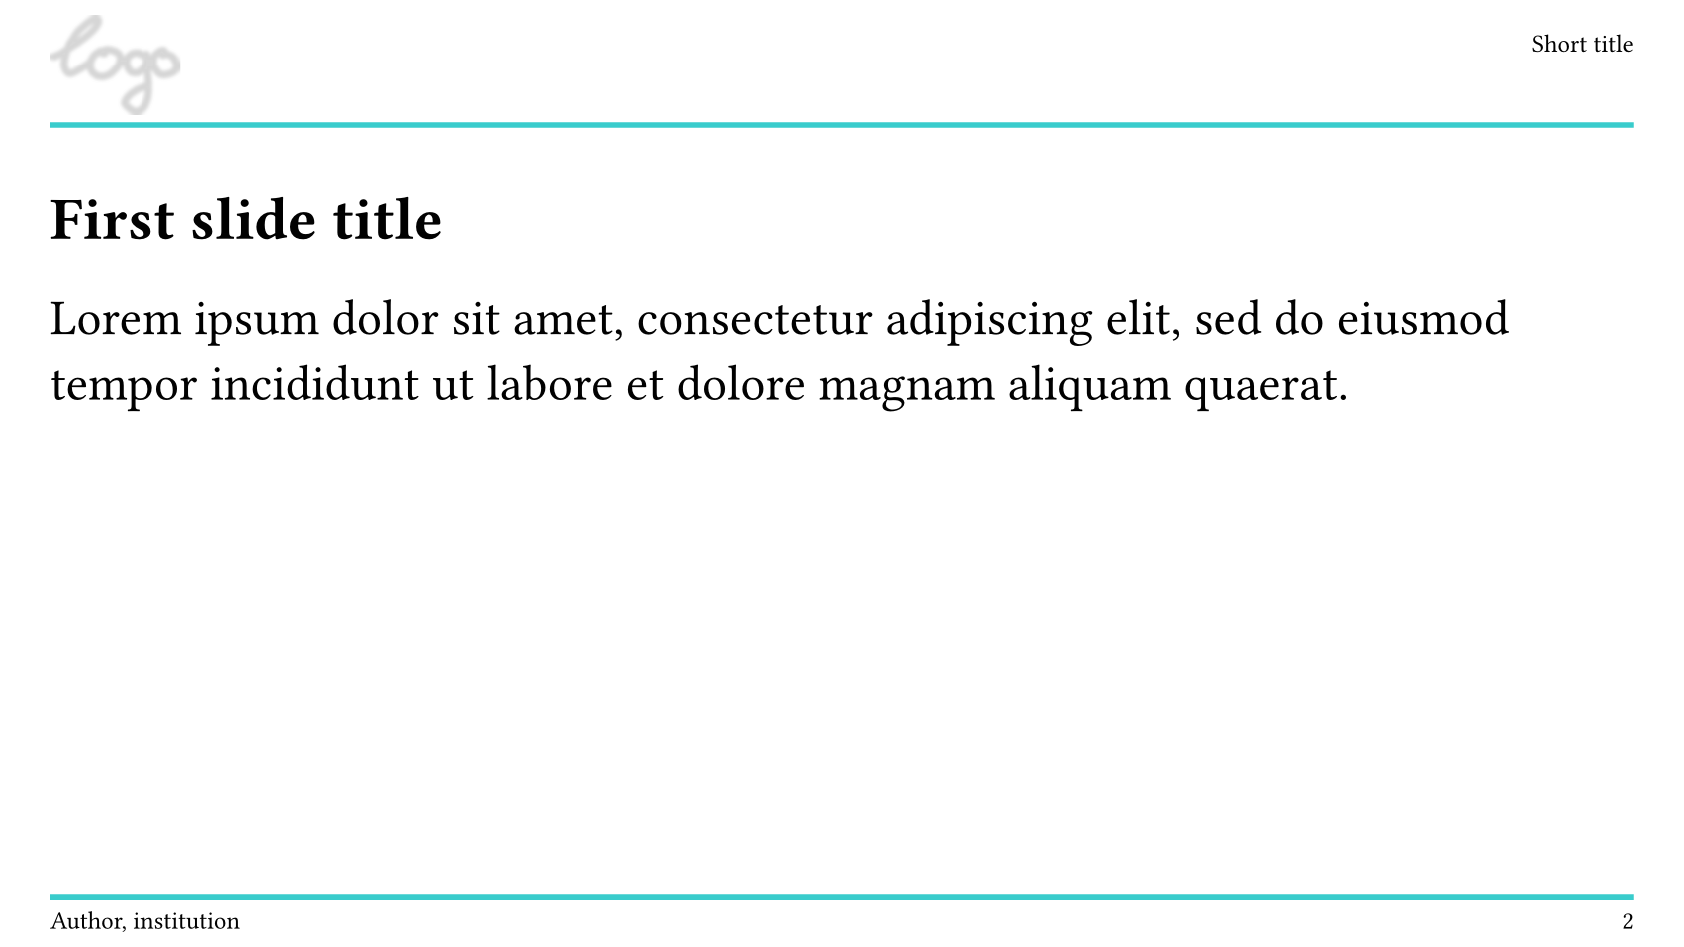 logo
Short title
First slide title
Lorem ipsum dolor sit amet, consectetur adipiscing elit, sed do eiusmod
tempor incididunt ut labore et dolore magnam aliquam quaerat.
Author, institution
2